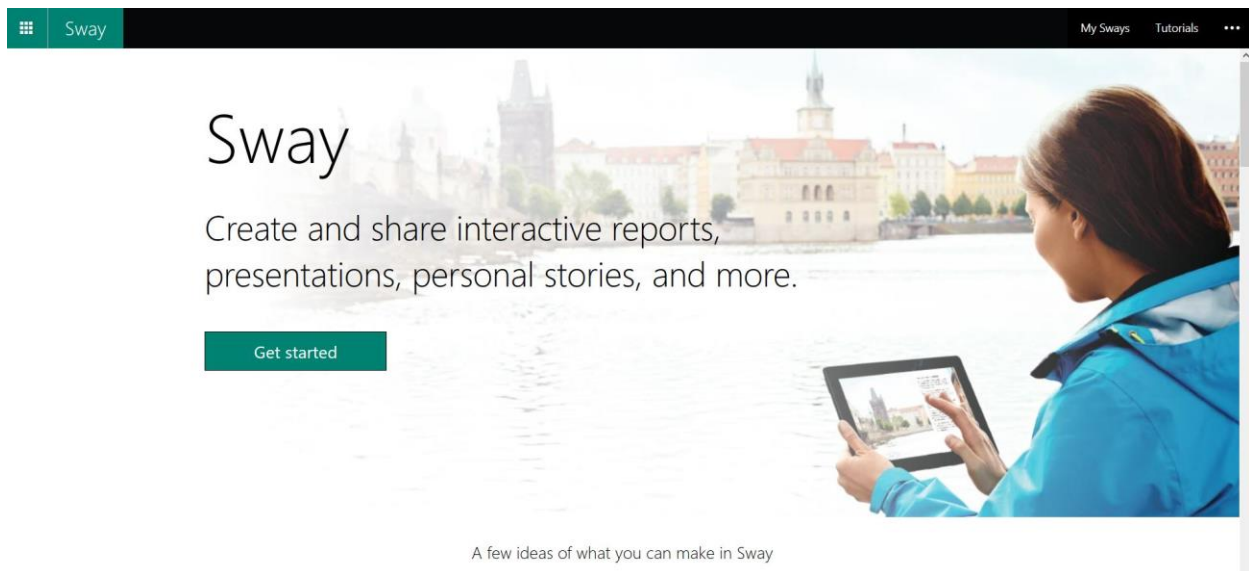 Sway
My Sways Tutorials •••
Sway
Create and share interactive reports,
presentations, personal stories, and more.
Get started
A few ideas of what you can make in Sway